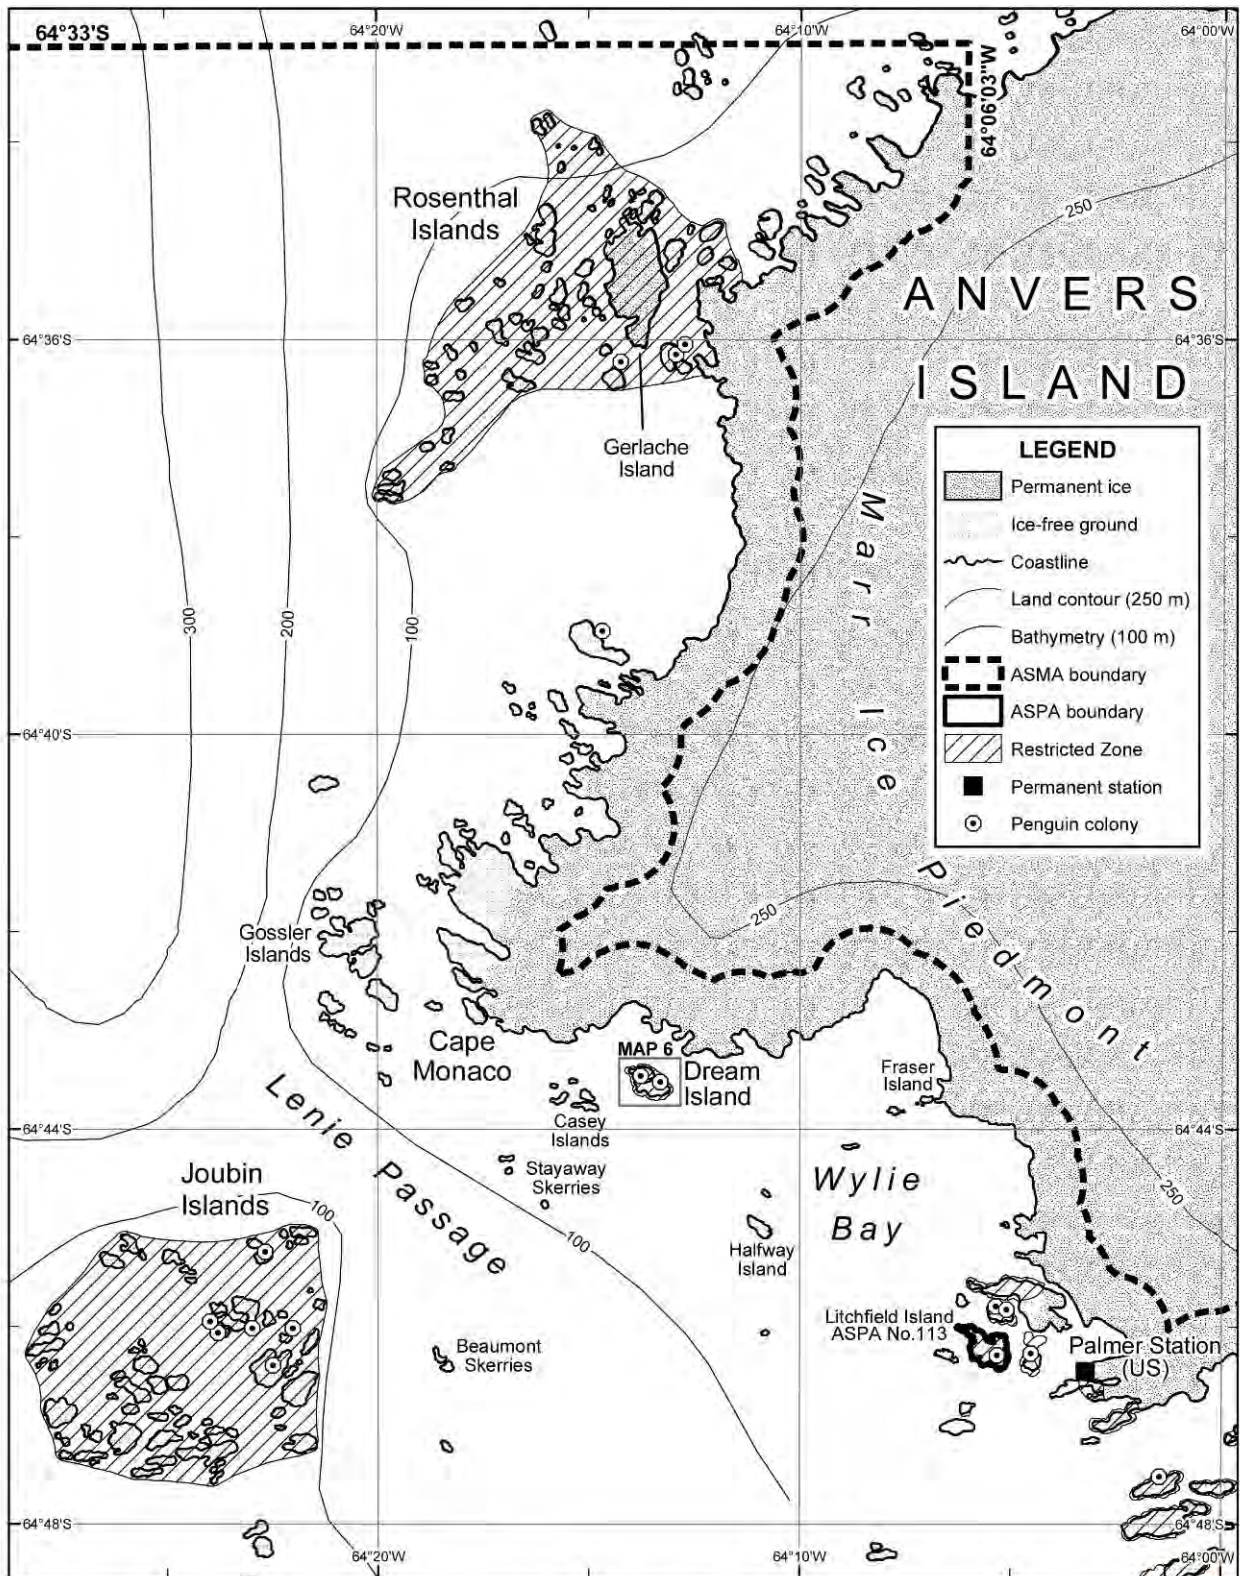 64°33'S
64°20'W
64°10'W
64°00'W
64°06'03"W
250
Rosenthal
Islands
ANVERS
ISLAND
64°36'S
64°36'S
Gerlache
Island
LEGEND
Permanent ice
Ice-free ground
Coastline
Land contour (250 m)
Bathymetry (100 m)
ASMA boundary
ASPA boundary
Restricted Zone
Permanent station
Penguin colony
Marr Ice Piedmont
300
200
100
64°40'S
64°40'S
250
Gossler
Islands
Cape
Monaco
MAP 6
Dream
Island
Fraser
Island
Casey
Islands
Lenie Passage
64°44'S
64°44'S
Stayaway
Skerries
Wylie
Bay
250
Joubin
Islands
100
100
Halfway
Island
Litchfield Island
ASPA No.113
Beaumont
Skerries
Palmer Station
(US)
64°48'S
64°48'S
64°20'W
64°10'W
64°00'W